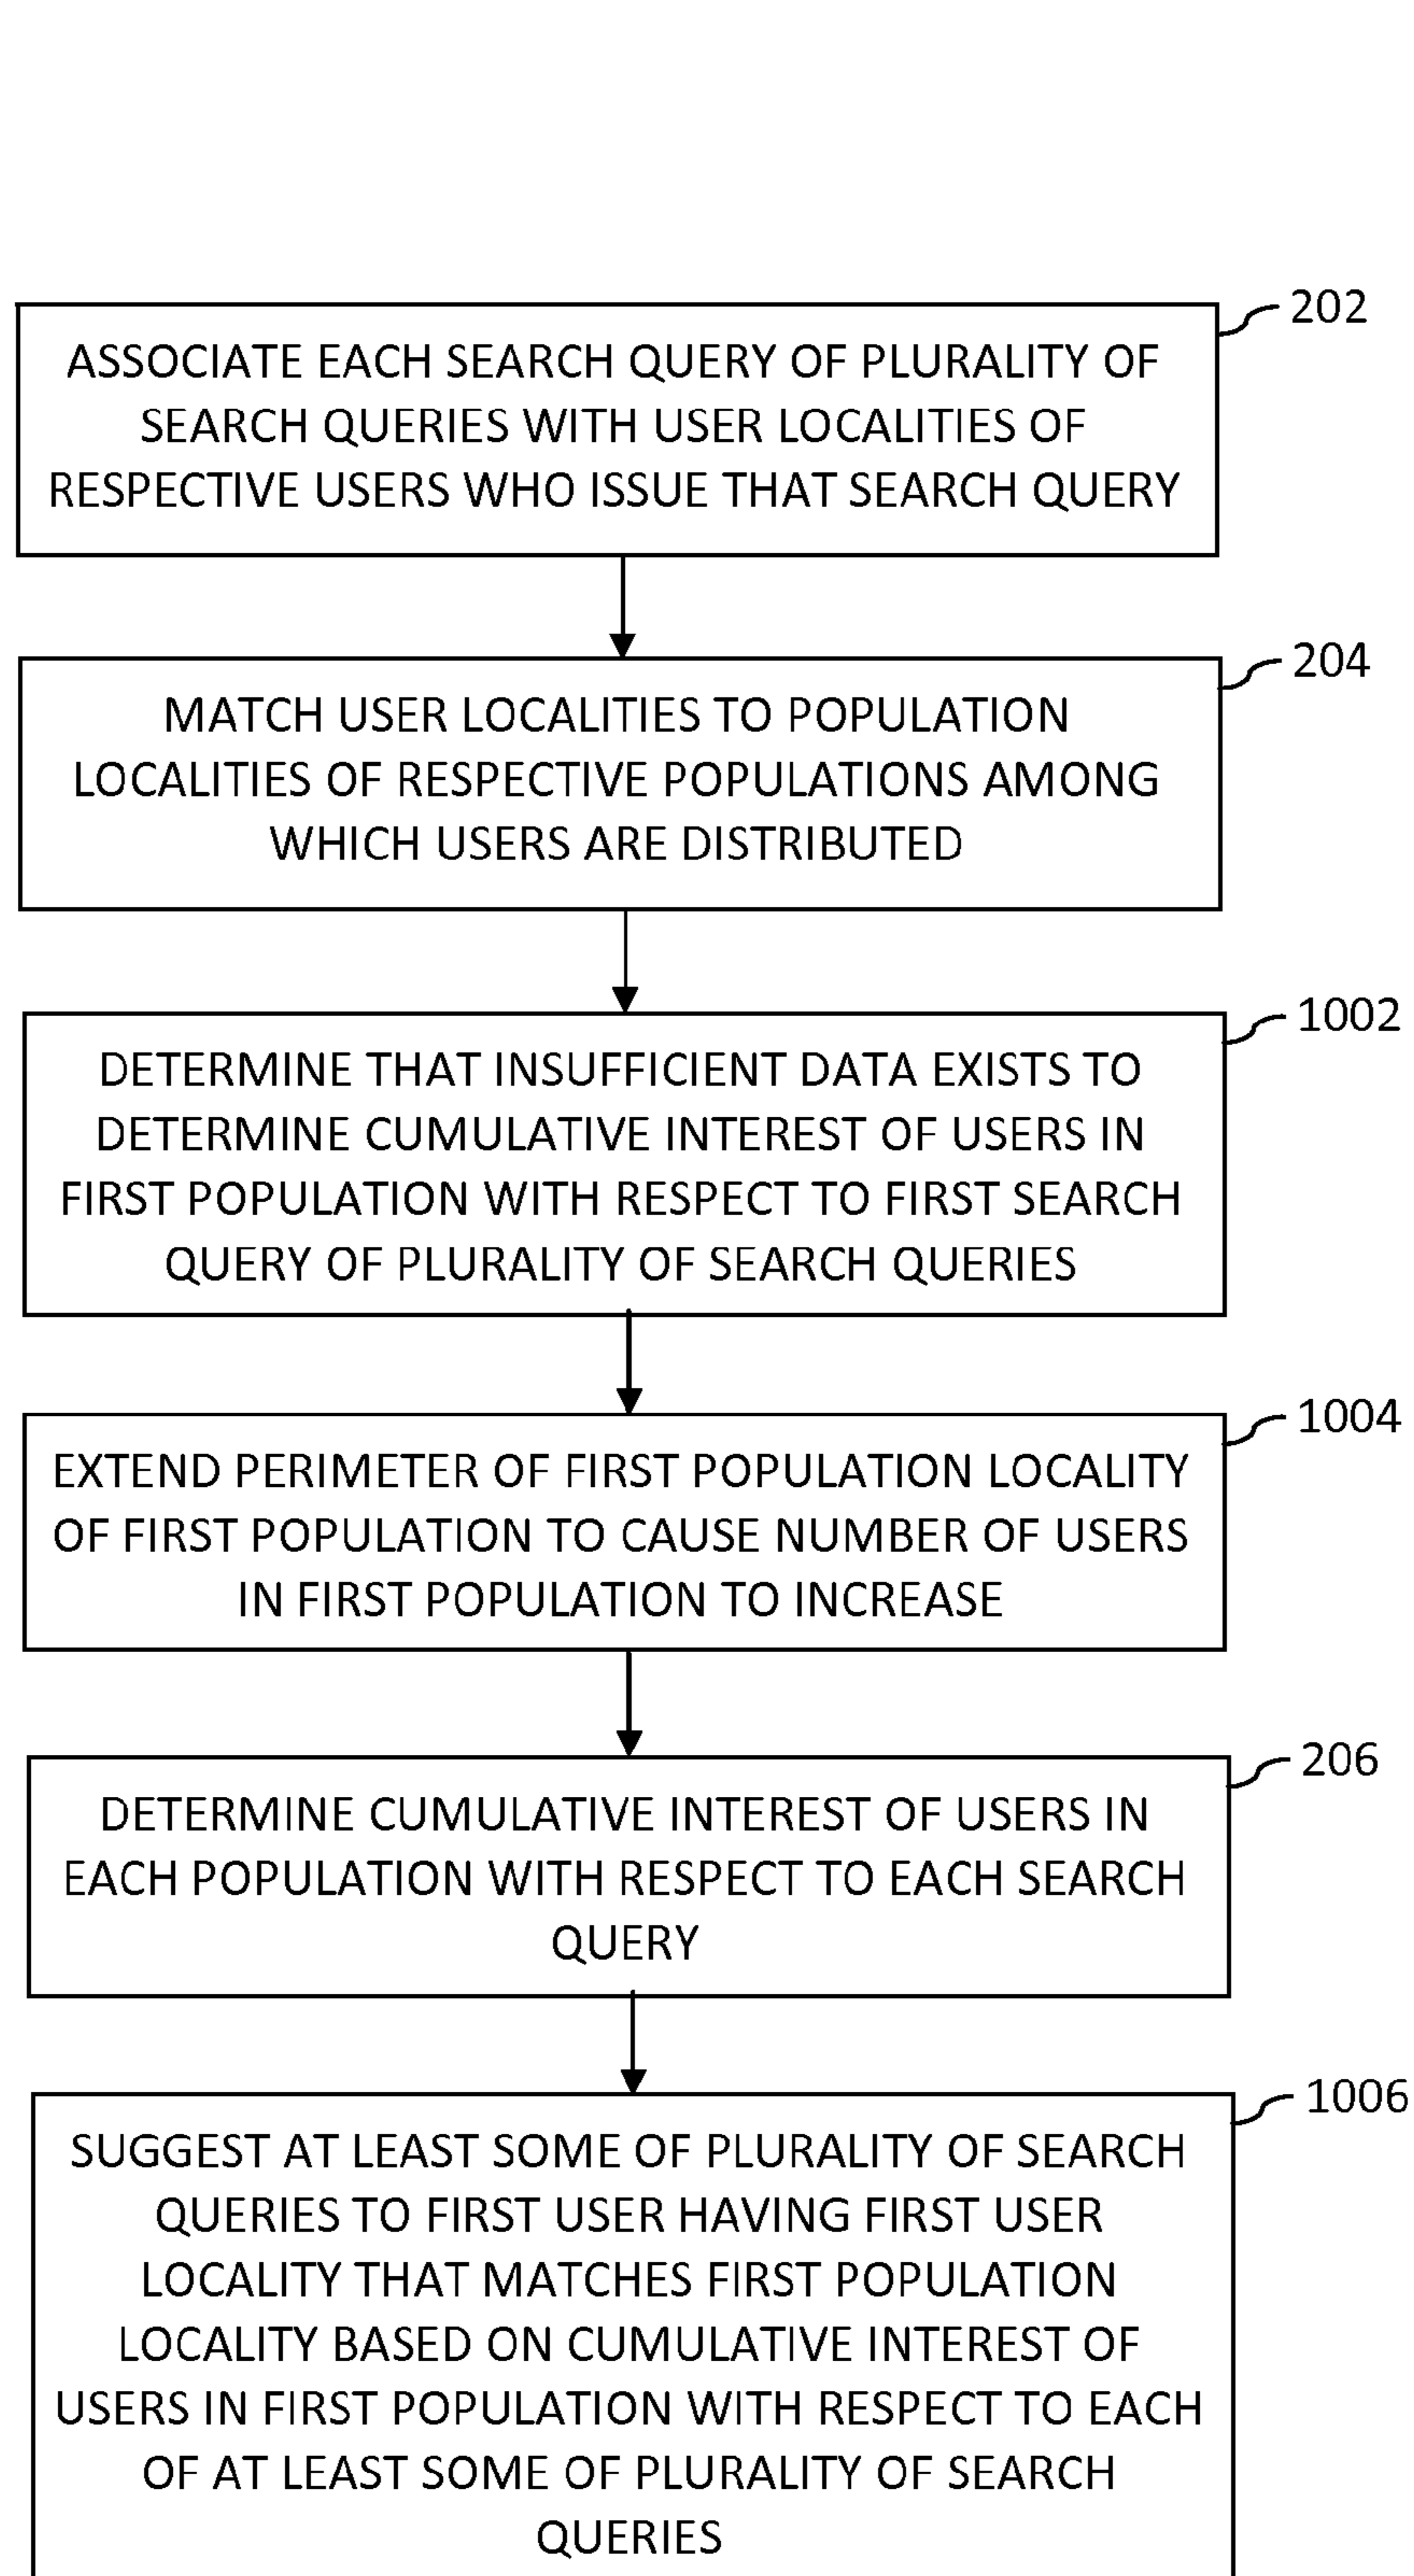 202
ASSOCIATE EACH SEARCH QUERY OF PLURALITY OF
SEARCH QUERIES WITH USER LOCALITIES OF
RESPECTIVE USERS WHO ISSUE THAT SEARCH QUERY
204
MATCH USER LOCALITIES TO POPULATION
LOCALITIES OF RESPECTIVE POPULATIONS AMONG
WHICH USERS ARE DISTRIBUTED
1002
DETERMINE THAT INSUFFICIENT DATA EXISTS TO
DETERMINE CUMULATIVE INTEREST OF USERS IN
FIRST POPULATION WITH RESPECT TO FIRST SEARCH
QUERY OF PLURALITY OF SEARCH QUERIES
1004
EXTEND PERIMETER OF FIRST POPULATION LOCALITY
OF FIRST POPULATION TO CAUSE NUMBER OF USERS
IN FIRST POPULATION TO INCREASE
206
DETERMINE CUMULATIVE INTEREST OF USERS IN
EACH POPULATION WITH RESPECT TO EACH SEARCH
QUERY
1006
SUGGEST AT LEAST SOME OF PLURALITY OF SEARCH
QUERIES TO FIRST USER HAVING FIRST USER
LOCALITY THAT MATCHES FIRST POPULATION
LOCALITY BASED ON CUMULATIVE INTEREST OF
USERS IN FIRST POPULATION WITH RESPECT TO EACH
OF AT LEAST SOME OF PLURALITY OF SEARCH
QUERIES